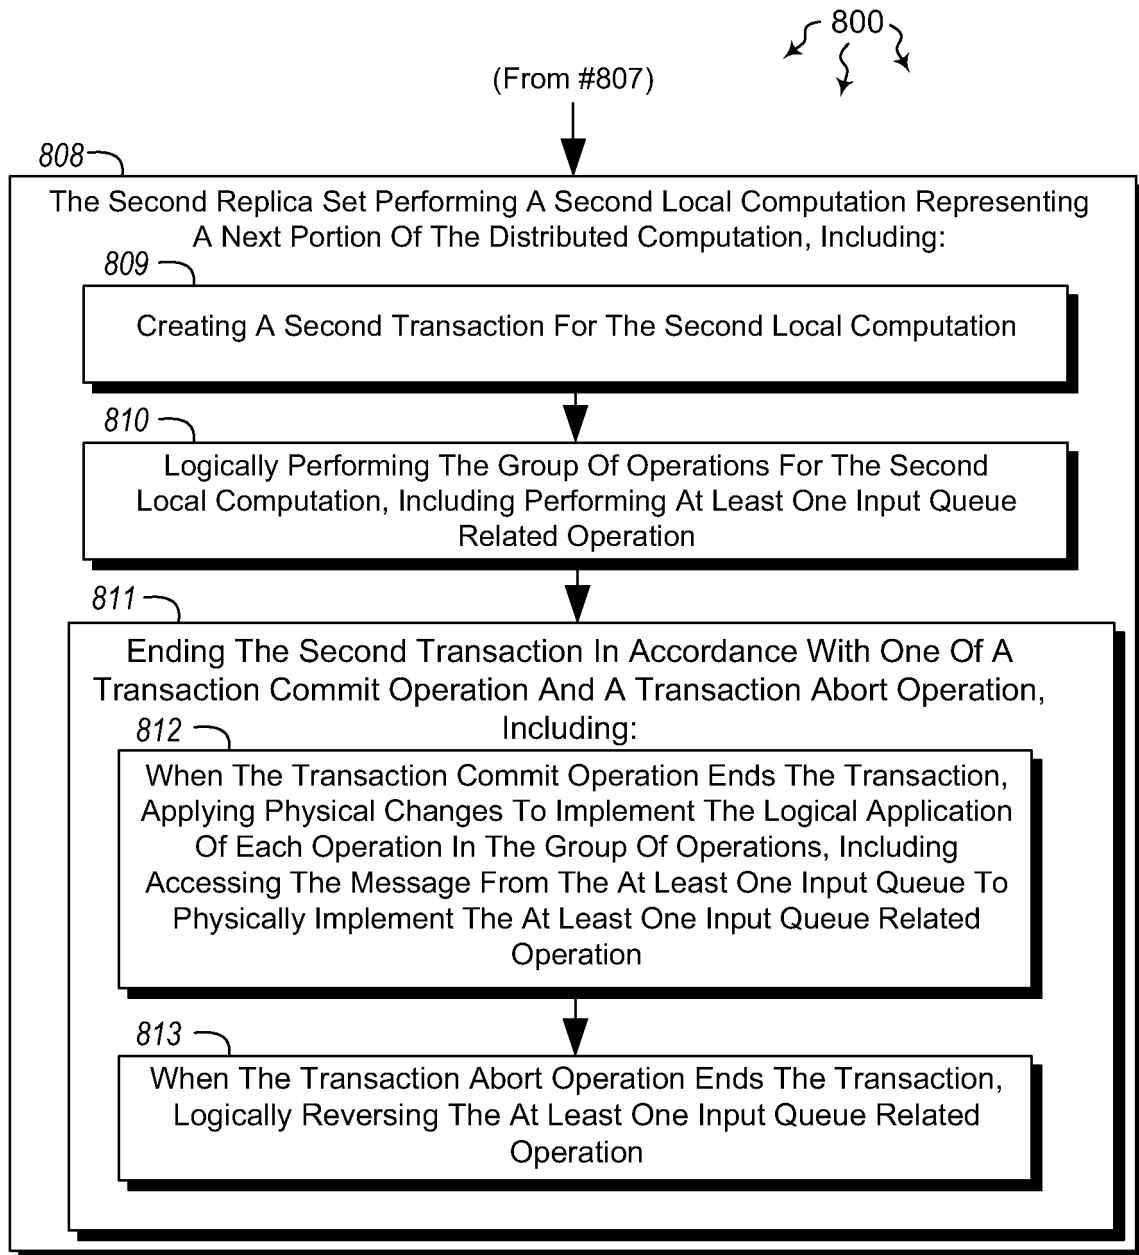 800
(From #807)
808
The Second Replica Set Performing A Second Local Computation Representing
A Next Portion Of The Distributed Computation, Including:
809
Creating A Second Transaction For The Second Local Computation
810
Logically Performing The Group Of Operations For The Second
Local Computation, Including Performing At Least One Input Queue
Related Operation
811
Ending The Second Transaction In Accordance With One Of A
Transaction Commit Operation And A Transaction Abort Operation,
Including:
812
When The Transaction Commit Operation Ends The Transaction,
Applying Physical Changes To Implement The Logical Application
Of Each Operation In The Group Of Operations, Including
Accessing The Message From The At Least One Input Queue To
Physically Implement The At Least One Input Queue Related
Operation
813
When The Transaction Abort Operation Ends The Transaction,
Logically Reversing The At Least One Input Queue Related
Operation